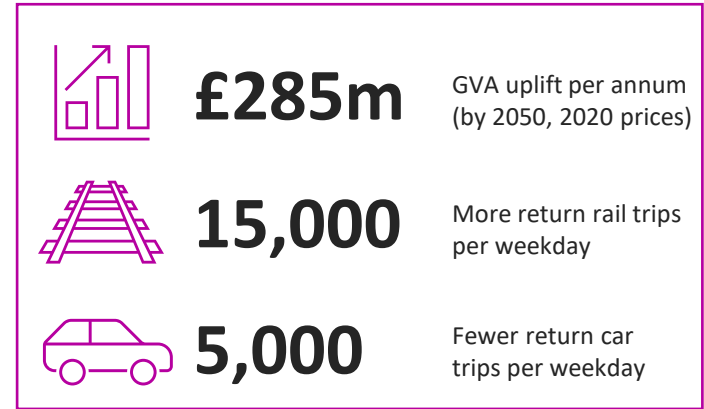 £285m
GVA uplift per annum
(by 2050, 2020 prices)
15,000
More return rail trips
per weekday
5,000
Fewer return car
trips per weekday